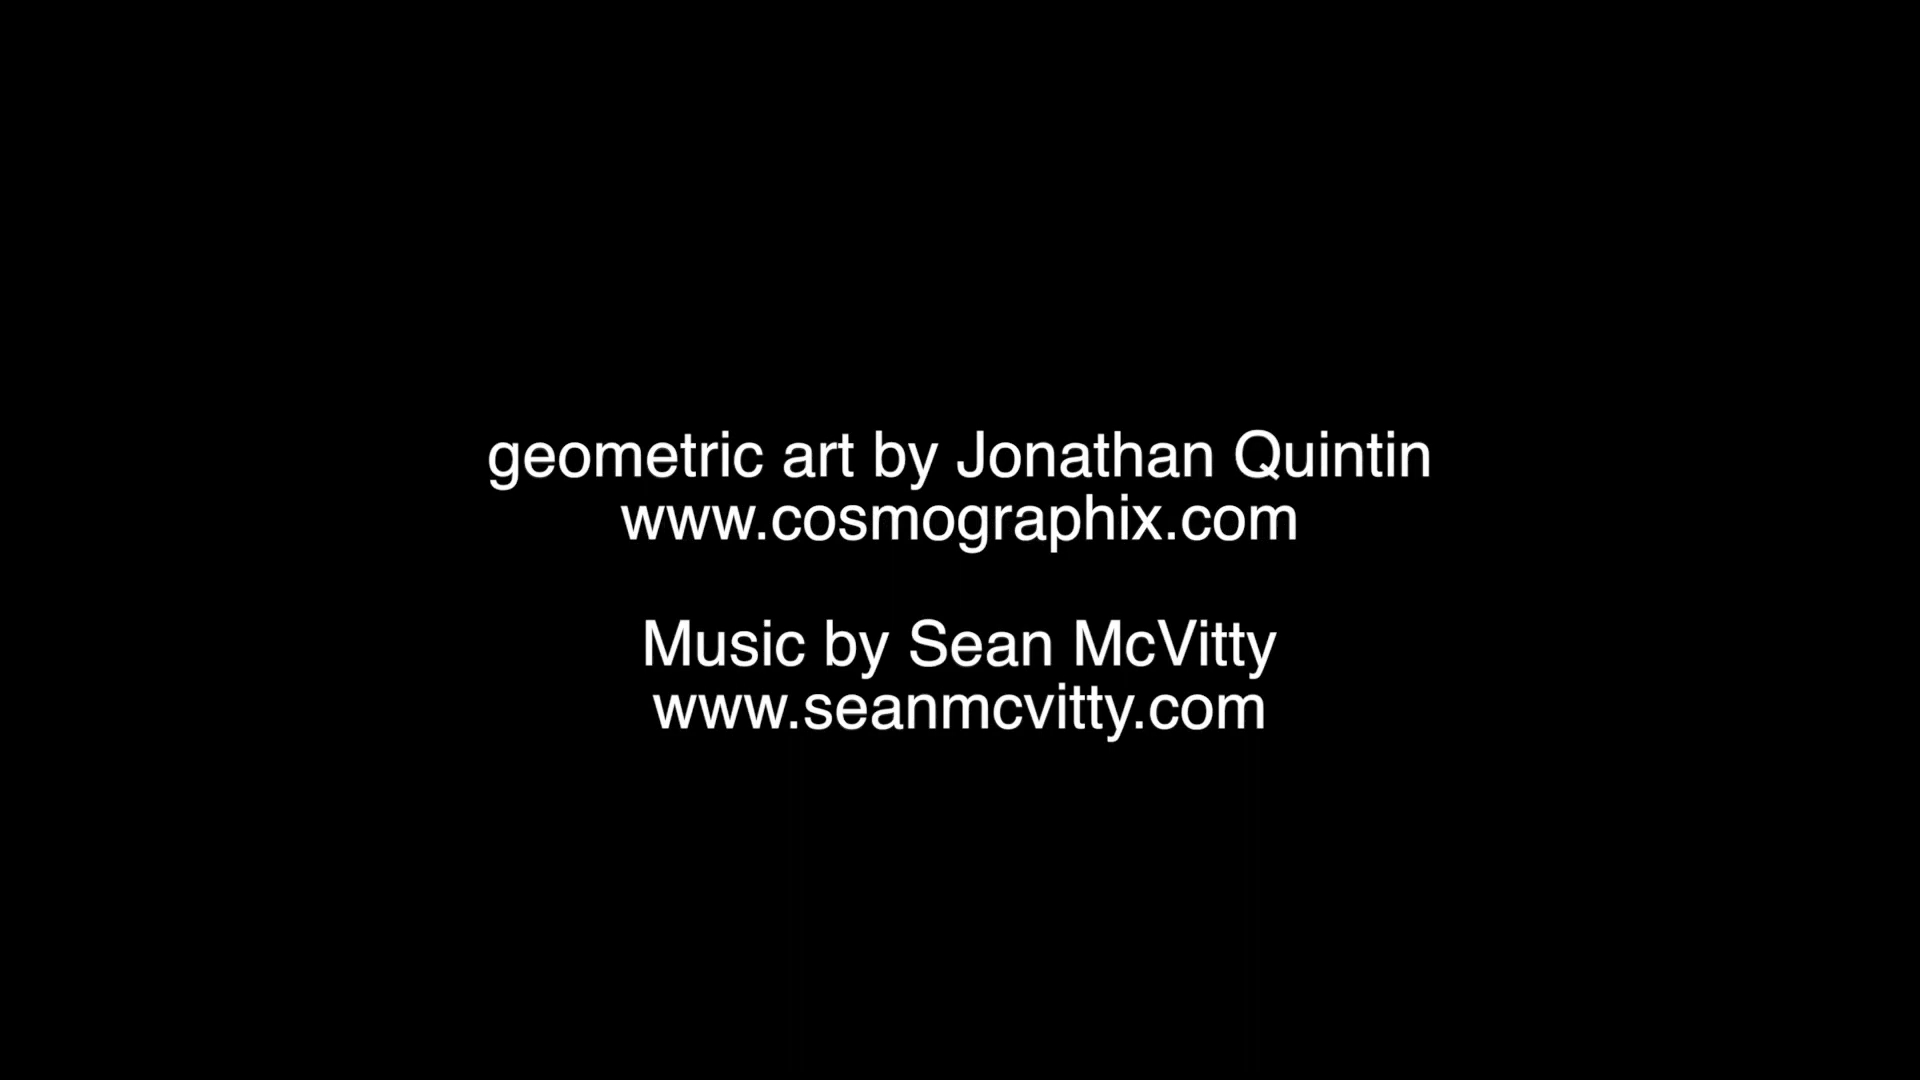 geometric art by Jonathan Quintin
www.cosmographix.com
Music by Sean McVitty
www.seanmcvitty.com